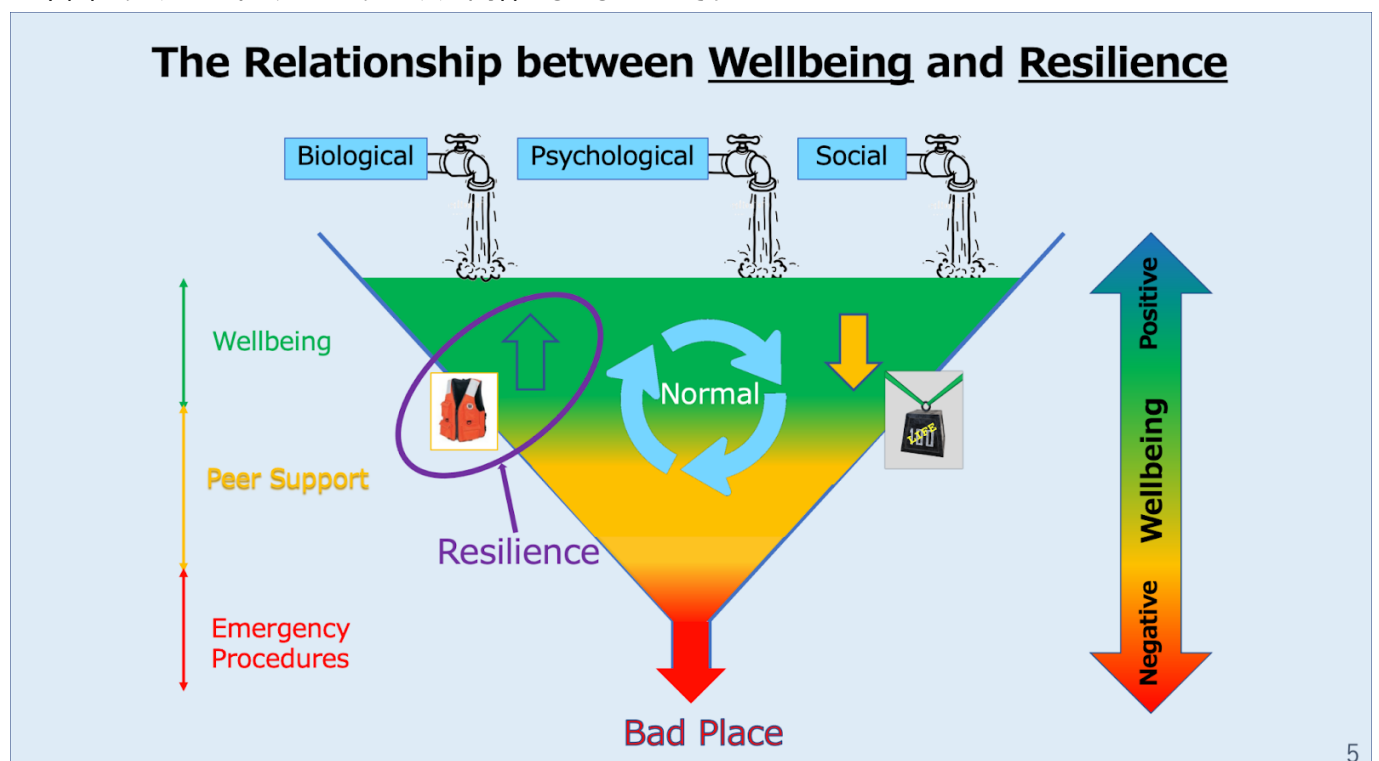 The Relationship between Wellbeing and Resilience
Biological
Psychological
Social
Wellbeing
Peer Support
Emergency
Procedures
Normal
LIFE
Resilience
Bad Place
Positive
Wellbeing
Negative
5